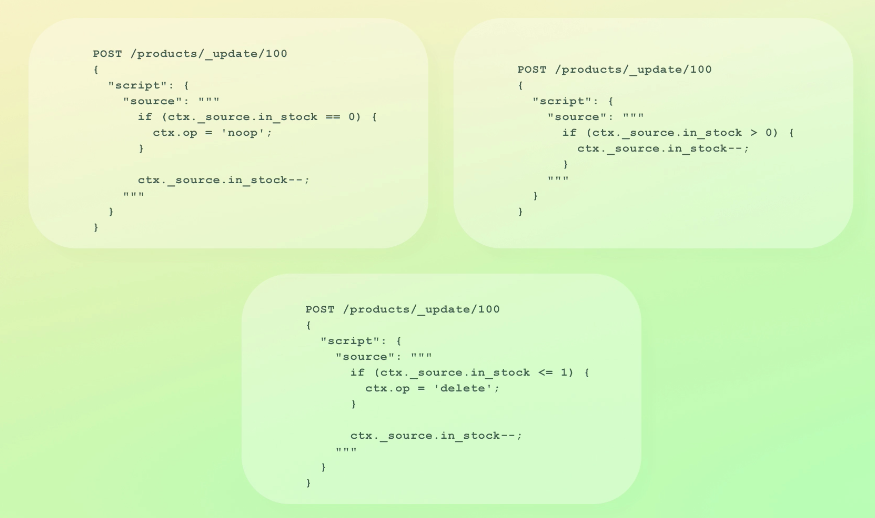 POST /products/_update/100
{
  "script": {
    "source": """
      if (ctx._source.in_stock == 0) {
        ctx.op = 'noop';
      }

      ctx._source.in_stock--;
    """
  }
}
POST /products/_update/100
{
  "script": {
    "source": """
      if (ctx._source.in_stock > 0) {
        ctx._source.in_stock--;
      }
    """
  }
}
POST /products/_update/100
{
  "script": {
    "source": """
      if (ctx._source.in_stock <= 1) {
        ctx.op = 'delete';
      }

      ctx._source.in_stock--;
    """
  }
}